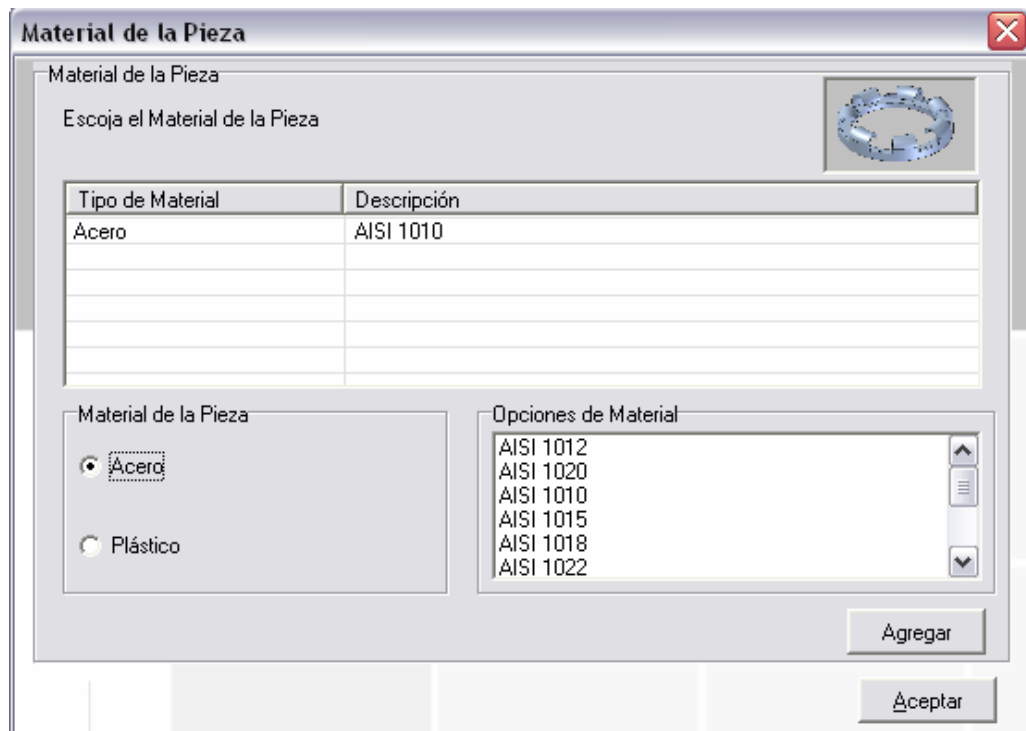 Material de la Pieza
Material de la Pieza
Escoja el Material de la Pieza
Tipo de Material Descripción
Acero AISI 1010
Material de la Pieza
Acero
Plástico
Opciones de Material
AISI 1012
AISI 1020
AISI 1010
AISI 1015
AISI 1018
AISI 1022
Agregar
Aceptar